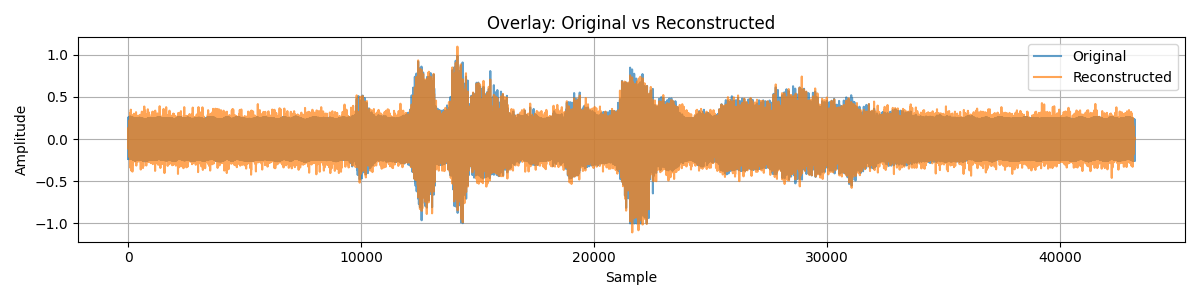 Overlay: Original vs Reconstructed
Original
Reconstructed
Amplitude
1.0
0.5
0.0
−0.5
−1.0
0 10000 20000 30000 40000
Sample